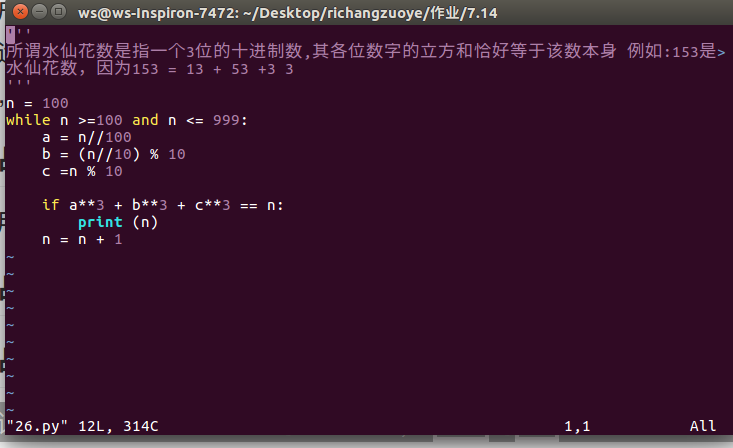 ws@ws-Inspiron-7472: ~/Desktop/richangzuoye/作业/7.14
'''
所谓水仙花数是指一个3位的十进制数,其各位数字的立方和恰好等于该数本身 例如:153是>
水仙花数，因为153 = 13 + 53 +3 3
'''
n = 100
while n >=100 and n <= 999:
    a = n//100
    b = (n//10) % 10
    c =n % 10

    if a**3 + b**3 + c**3 == n:
        print (n)
    n = n + 1
~
~
~
~
~
~
~
~
~
~
"26.py" 12L, 314C 1,1 All